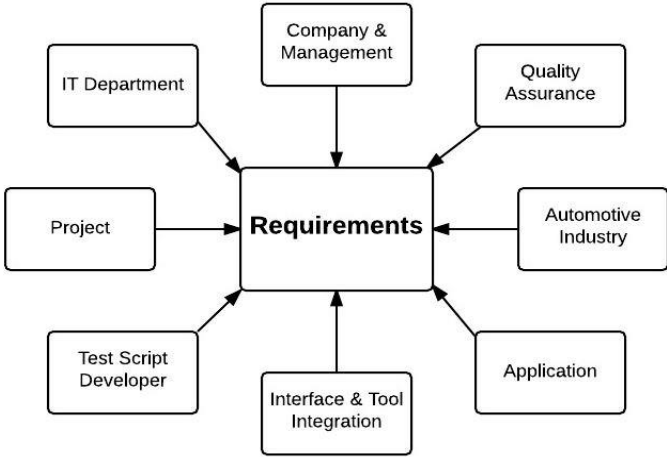 Company &
Management
IT Department
Quality
Assurance
Project
Requirements
Automotive
Industry
Test Script
Developer
Interface & Tool
Integration
Application